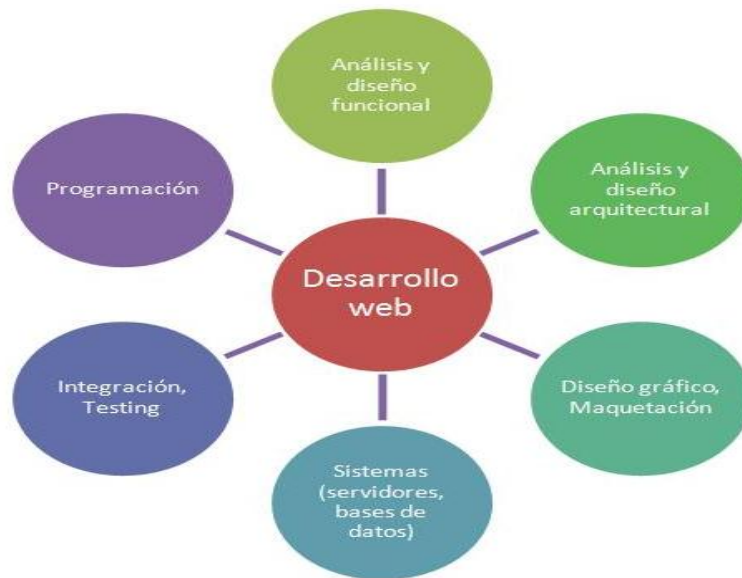 Análisis y
diseño
funcional
Programación
Análisis y
diseño
arquitectural
Desarrollo
web
Integración,
Testing
Diseño gráfico,
Maquetación
Sistemas
(servidores,
bases de
datos)